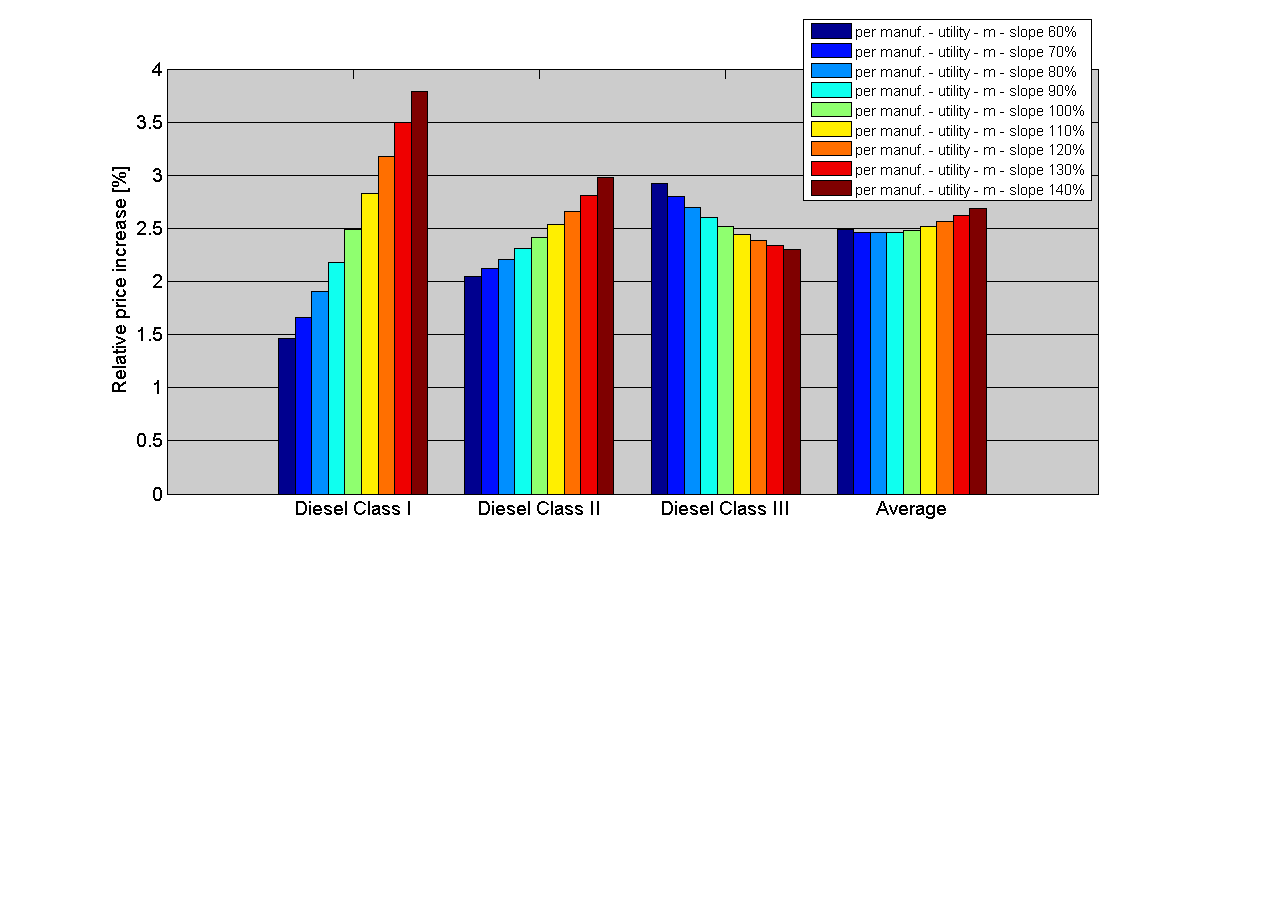 per manuf. - utility - m - slope 60%
per manuf. - utility - m - slope 70%
per manuf. - utility - m - slope 80%
per manuf. - utility - m - slope 90%
per manuf. - utility - m - slope 100%
per manuf. - utility - m - slope 110%
per manuf. - utility - m - slope 120%
per manuf. - utility - m - slope 130%
per manuf. - utility - m - slope 140%
Relative price increase [%]
4
3.5
3
2.5
2
1.5
1
0.5
0
Diesel Class I
Diesel Class II
Diesel Class III
Average